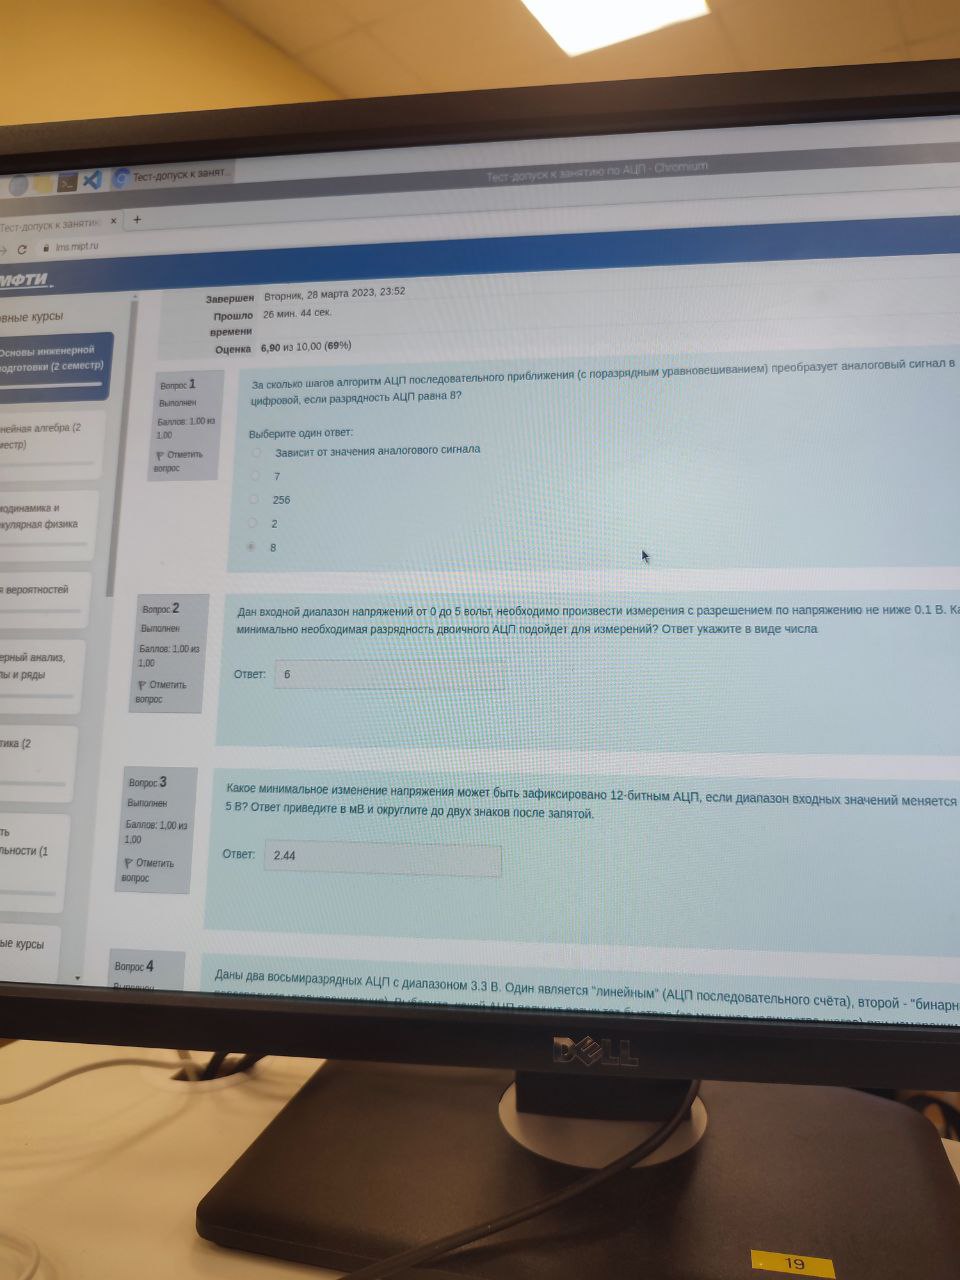 Тест-допуск к занят...
Тест-допуск к занятию по АЦП - Chromium
Тест-допуск к занятию × +
lms.mipt.ru
МФТИ
Завершен Вторник, 28 марта 2023, 23:52
Прошло времени 26 мин. 44 сек.
Оценка 6,90 из 10,00 (69%)
вные курсы
Основы инженерной
подготовки (2 семестр)
нейная алгебра (2
местр)
модинамика и
кулярная физика
я вероятностей
ерный анализ,
лы и ряды
тика (2
ть
льности (1
ые курсы
Вопрос 1
Выполнен
Баллов: 1,00 из
1,00
Отметить
вопрос
За сколько шагов алгоритм АЦП последовательного приближения (с поразрядным уравновешиванием) преобразует аналоговый сигнал в
цифровой, если разрядность АЦП равна 8?
Выберите один ответ:
Зависит от значения аналогового сигнала
7
256
2
8
Вопрос 2
Выполнен
Баллов: 1,00 из
1,00
Отметить
вопрос
Дан входной диапазон напряжений от 0 до 5 вольт, необходимо произвести измерения с разрешением по напряжению не ниже 0.1 В. Ка
минимально необходимая разрядность двоичного АЦП подойдет для измерений? Ответ укажите в виде числа
Ответ: 6
Вопрос 3
Выполнен
Баллов: 1,00 из
1,00
Отметить
вопрос
Какое минимальное изменение напряжения может быть зафиксировано 12-битным АЦП, если диапазон входных значений меняется
5 В? Ответ приведите в мВ и округлите до двух знаков после запятой.
Ответ: 2.44
Вопрос 4
Выполнен
Даны два восьмиразрядных АЦП с диапазоном 3.3 В. Один является "линейным" (АЦП последовательного счёта), второй - "бинарн
DELL
19